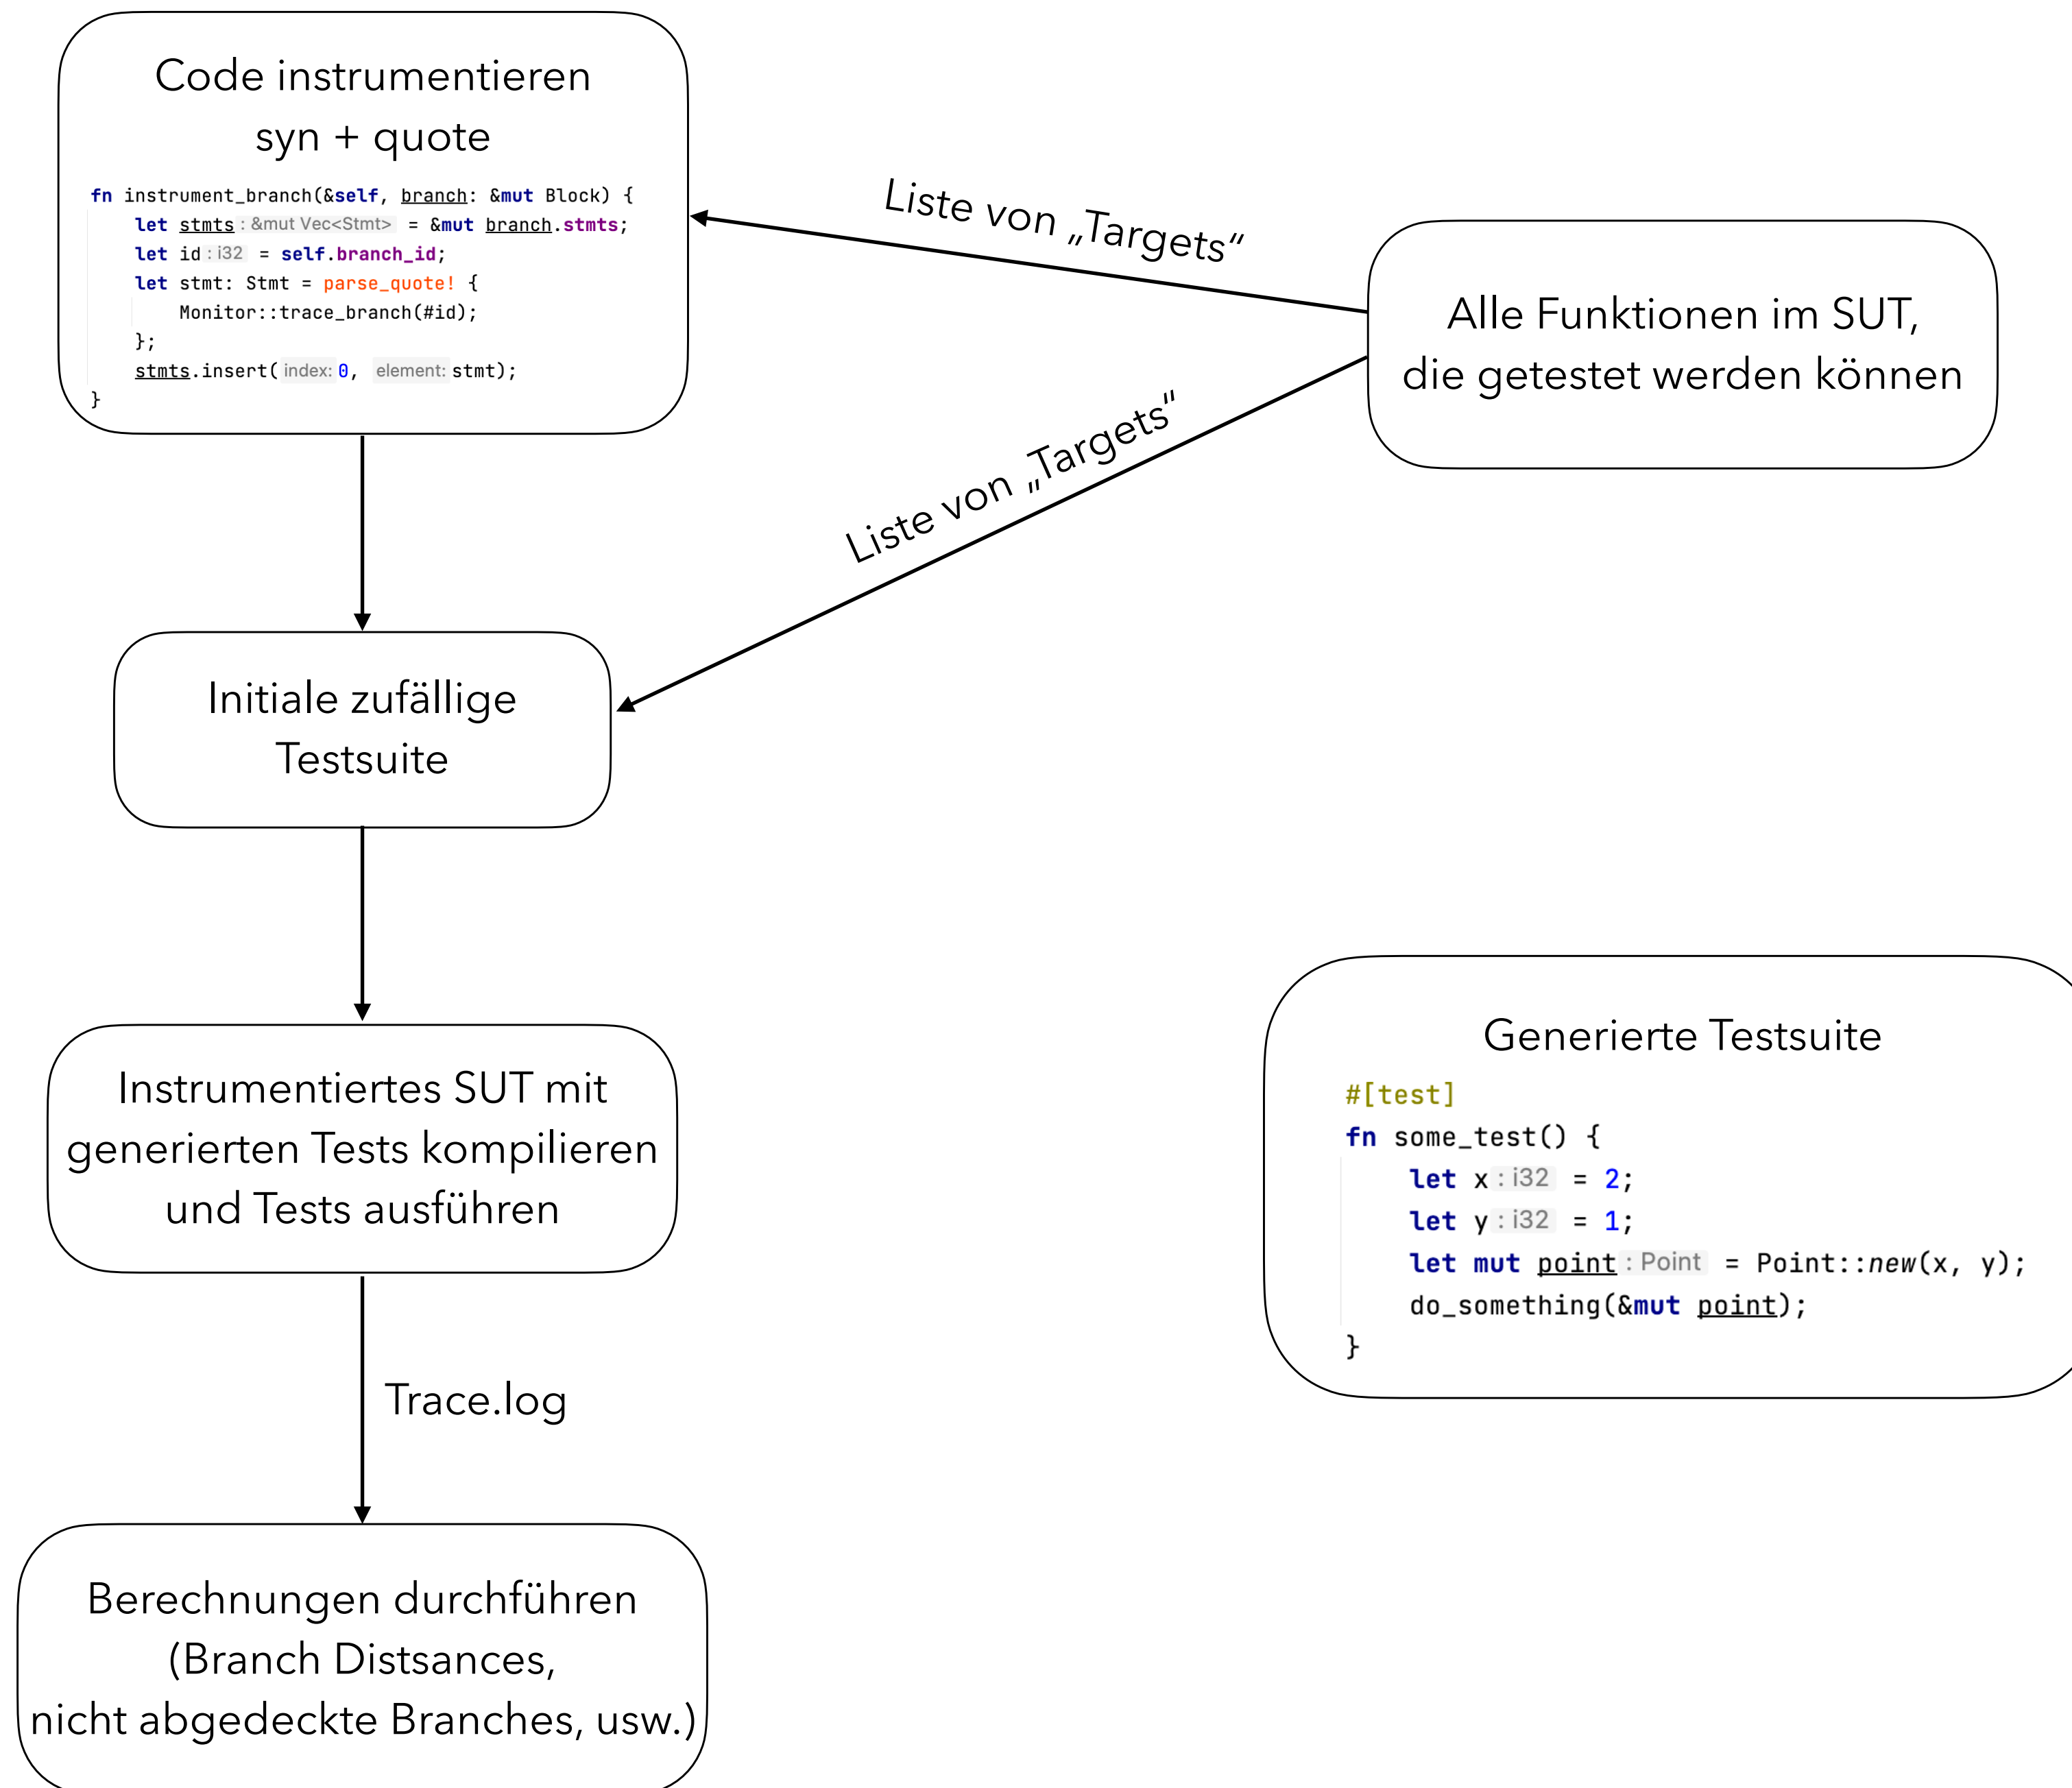 Code instrumentieren
syn + quote
fn instrument_branch(&self, branch: &mut Block) {
let stmts : &mut Vec<Stmt> = &mut branch.stmts;
let id : i32 = self.branch_id;
let stmt: Stmt = parse_quote! {
Monitor::trace_branch(#id);
};
stmts.insert( index: 0, element: stmt);
}
Liste von „Targets“
Alle Funktionen im SUT,
die getestet werden können
Liste von „Targets“
Initiale zufällige
Testsuite
Instrumentiertes SUT mit
generierten Tests kompilieren
und Tests ausführen
Generierte Testsuite
#[test]
fn some_test() {
let x : i32 = 2;
let y : i32 = 1;
let mut point : Point = Point::new(x, y);
do_something(&mut point);
}
Trace.log
Berechnungen durchführen
(Branch Distsances,
nicht abgedeckte Branches, usw.)